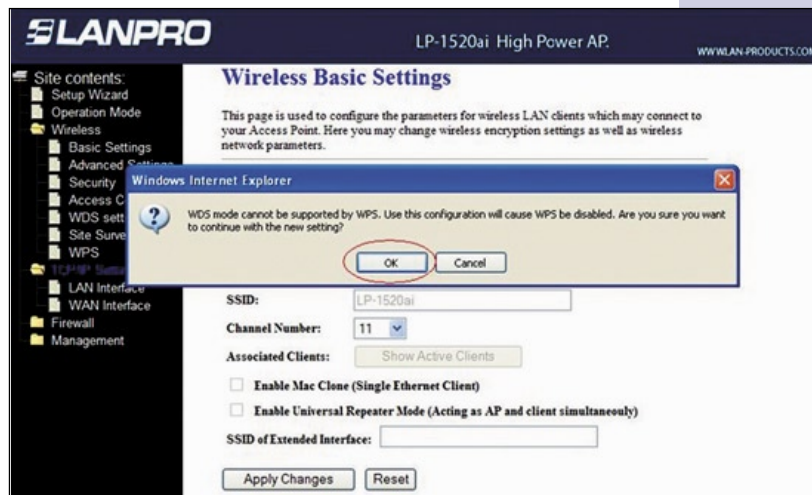 LANPRO
LP-1520ai High Power AP.
WWW.LAN-PRODUCTS.COM
Site contents:
Setup Wizard
Operation Mode
Wireless
Basic Settings
Advanced Settings
Security
Access C
WDS sett
Site Surve
WPS
TCP/IP Settin
LAN Interface
WAN Interface
Firewall
Management
Wireless Basic Settings
This page is used to configure the parameters for wireless LAN clients which may connect to
your Access Point. Here you may change wireless encryption settings as well as wireless
network parameters.
Windows Internet Explorer
WDS mode cannot be supported by WPS. Use this configuration will cause WPS be disabled. Are you sure you want
to continue with the new setting?
OK Cancel
SSID: LP-1520ai
Channel Number: 11
Associated Clients: Show Active Clients
Enable Mac Clone (Single Ethernet Client)
Enable Universal Repeater Mode (Acting as AP and client simultaneouly)
SSID of Extended Interface:
Apply Changes Reset